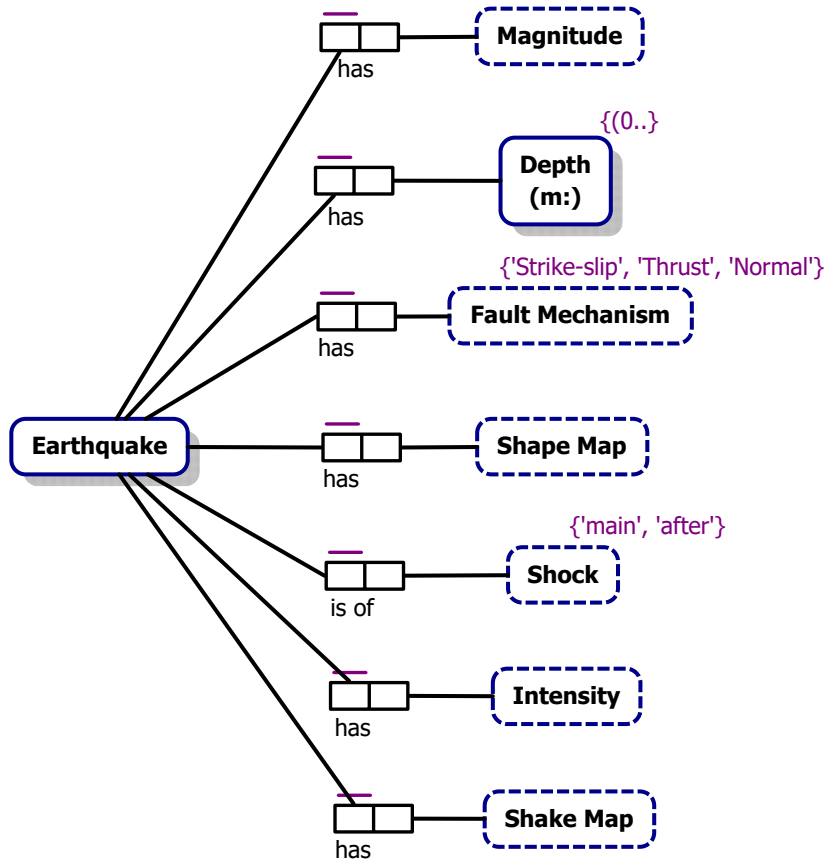 Magnitude
has
{(0..}
Depth
(m:)
has
{'Strike-slip', 'Thrust', 'Normal'}
Fault Mechanism
has
Earthquake
Shape Map
has
{'main', 'after'}
Shock
is of
Intensity
has
Shake Map
has